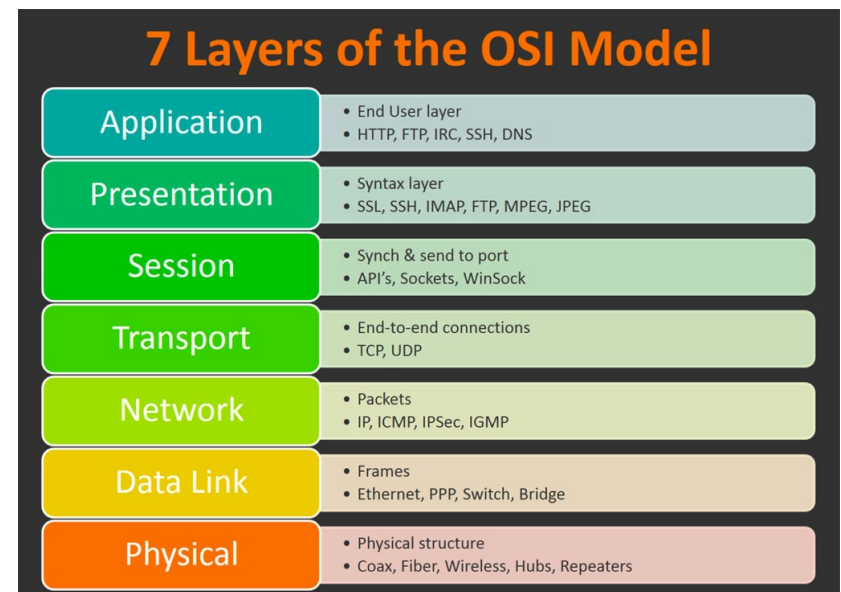 7 Layers of the OSI Model
Application
• End User layer
• HTTP, FTP, IRC, SSH, DNS
Presentation
• Syntax layer
• SSL, SSH, IMAP, FTP, MPEG, JPEG
Session
• Synch & send to port
• API's, Sockets, WinSock
Transport
• End-to-end connections
• TCP, UDP
Network
• Packets
• IP, ICMP, IPSec, IGMP
Data Link
• Frames
• Ethernet, PPP, Switch, Bridge
Physical
• Physical structure
• Coax, Fiber, Wireless, Hubs, Repeaters